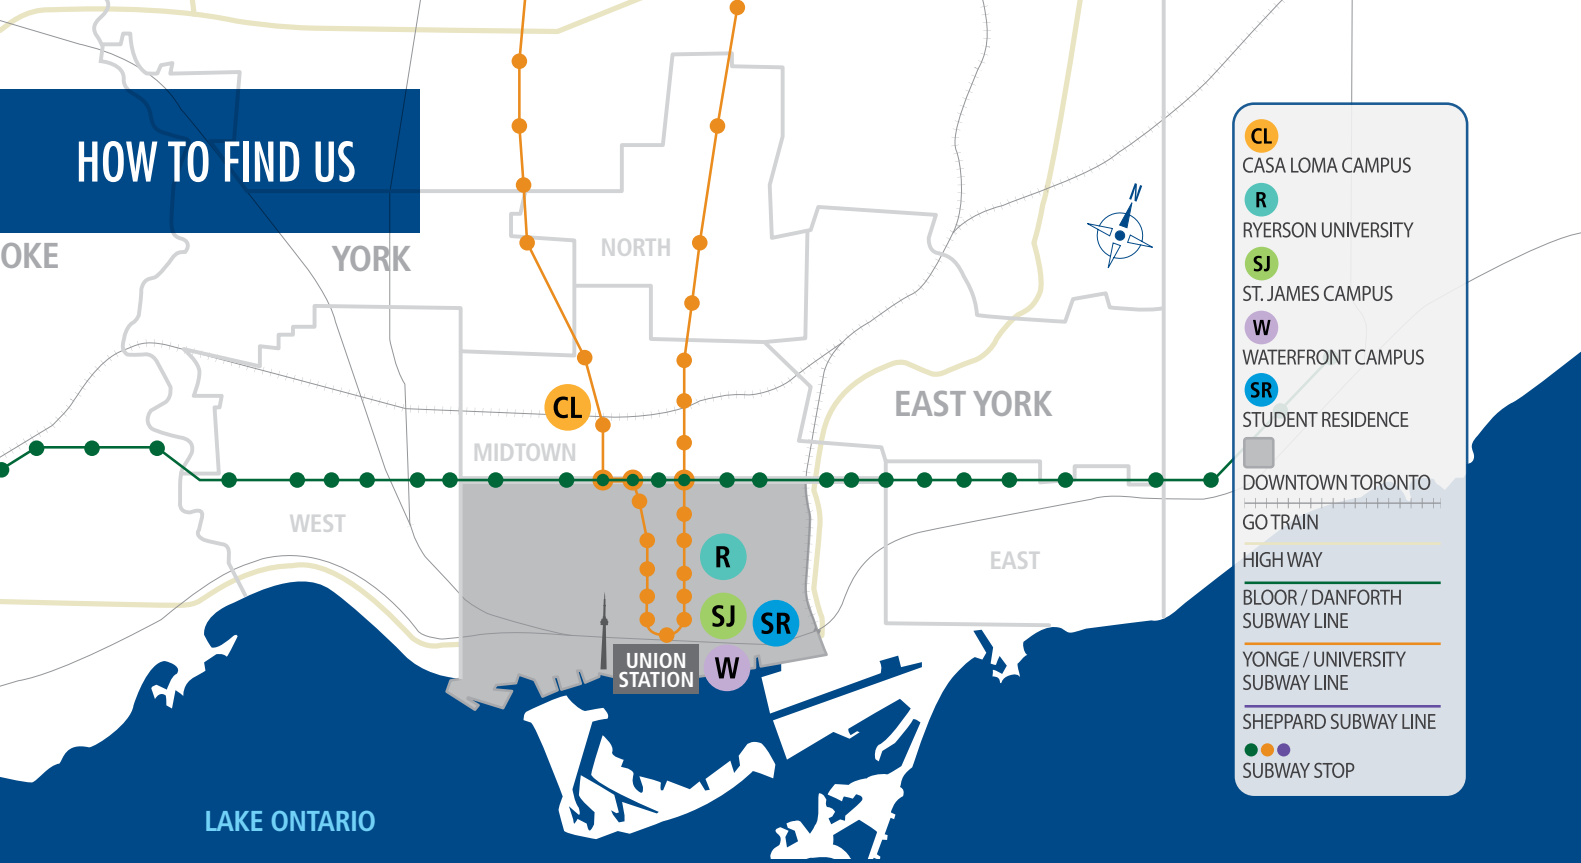 HOW TO FIND US
OKE
YORK
NORTH
N
EAST YORK
CL
MIDTOWN
WEST
EAST
R
SJ
SR
W
UNION
STATION
LAKE ONTARIO
CL
CASA LOMA CAMPUS
R
RYERSON UNIVERSITY
SJ
ST. JAMES CAMPUS
W
WATERFRONT CAMPUS
SR
STUDENT RESIDENCE
DOWNTOWN TORONTO
GO TRAIN
HIGH WAY
BLOOR / DANFORTH
SUBWAY LINE
YONGE / UNIVERSITY
SUBWAY LINE
SHEPPARD SUBWAY LINE
SUBWAY STOP